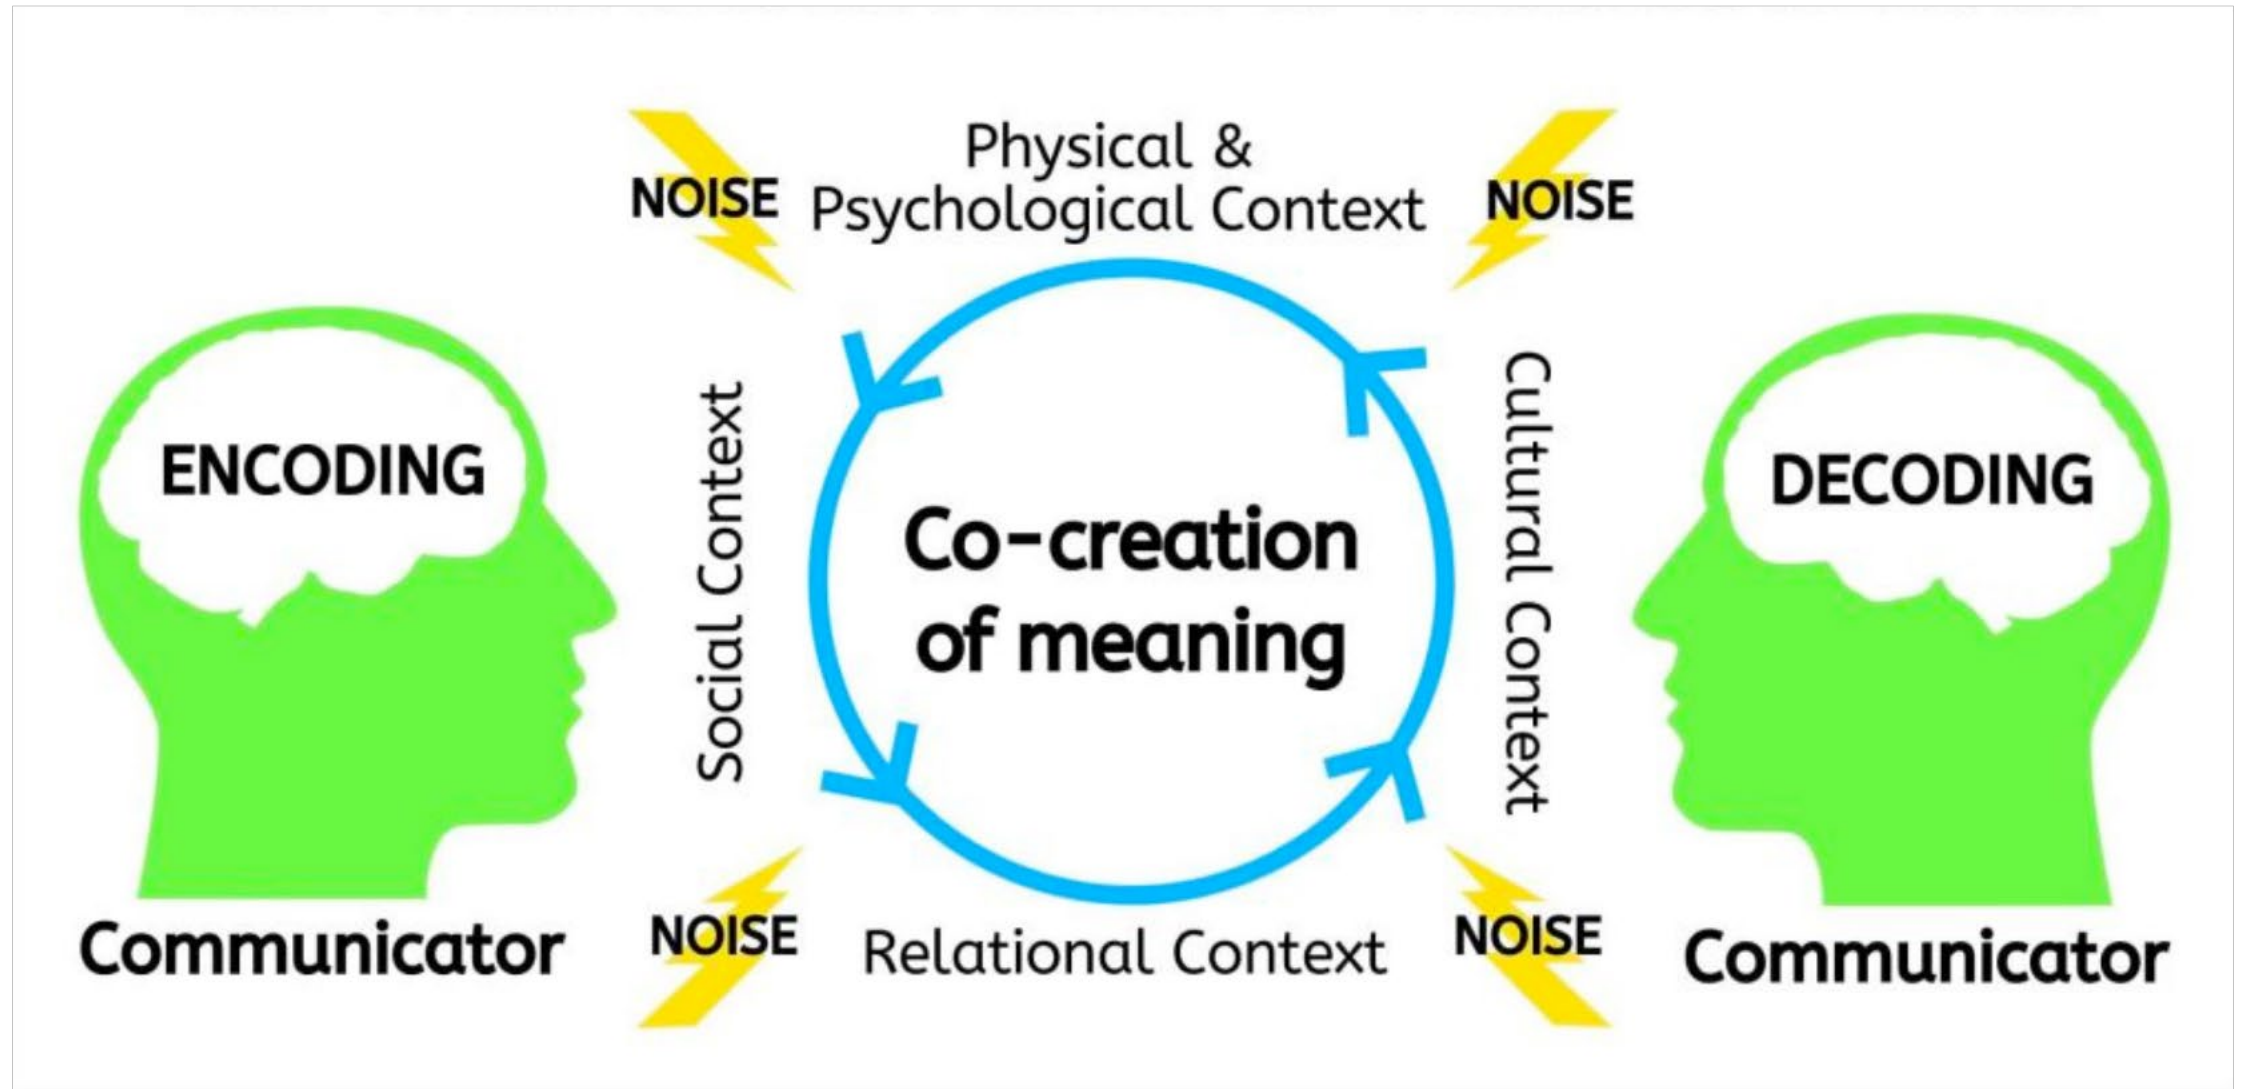 NOISE
Physical &
Psychological Context
NOISE
ENCODING
Social Context
Co-creation
of meaning
Cultural Context
DECODING
Communicator
NOISE
Relational Context
NOISE
Communicator